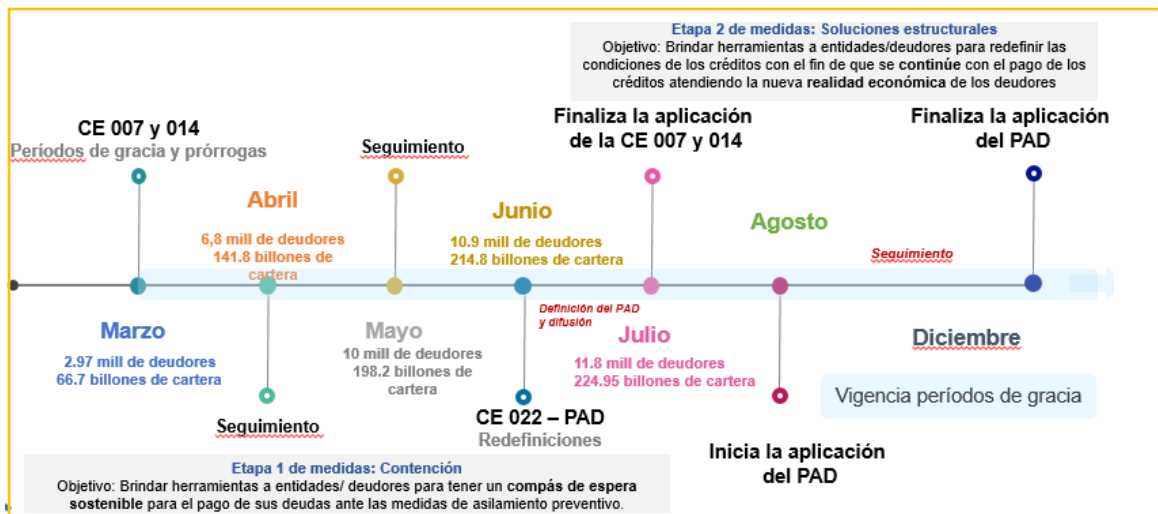 Etapa 2 de medidas: Soluciones estructurales
Objetivo: Brindar herramientas a entidades/deudores para redefinir las
condiciones de los créditos con el fin de que se continúe con el pago de los
créditos atendiendo la nueva realidad económica de los deudores
CE 007 y 014
Períodos de gracia y prórrogas
Seguimiento
Finaliza la aplicación
de la CE 007 y 014
Finaliza la aplicación
del PAD
Abril
6,8 mill de deudores
141.8 billones de
cartera
Junio
10.9 mill de deudores
214.8 billones de cartera
Agosto
Seguimiento
Definición del PAD
y difusión
Marzo
2.97 mill de deudores
66.7 billones de cartera
Mayo
10 mill de deudores
198.2 billones de
cartera
Julio
11.8 mill de deudores
224.95 billones de cartera
Diciembre
Vigencia períodos de gracia
Seguimiento
CE 022 – PAD
Redefiniciones
Inicia la aplicación
del PAD
Etapa 1 de medidas: Contención
Objetivo: Brindar herramientas a entidades/ deudores para tener un compás de espera
sostenible para el pago de sus deudas ante las medidas de asilamiento preventivo.